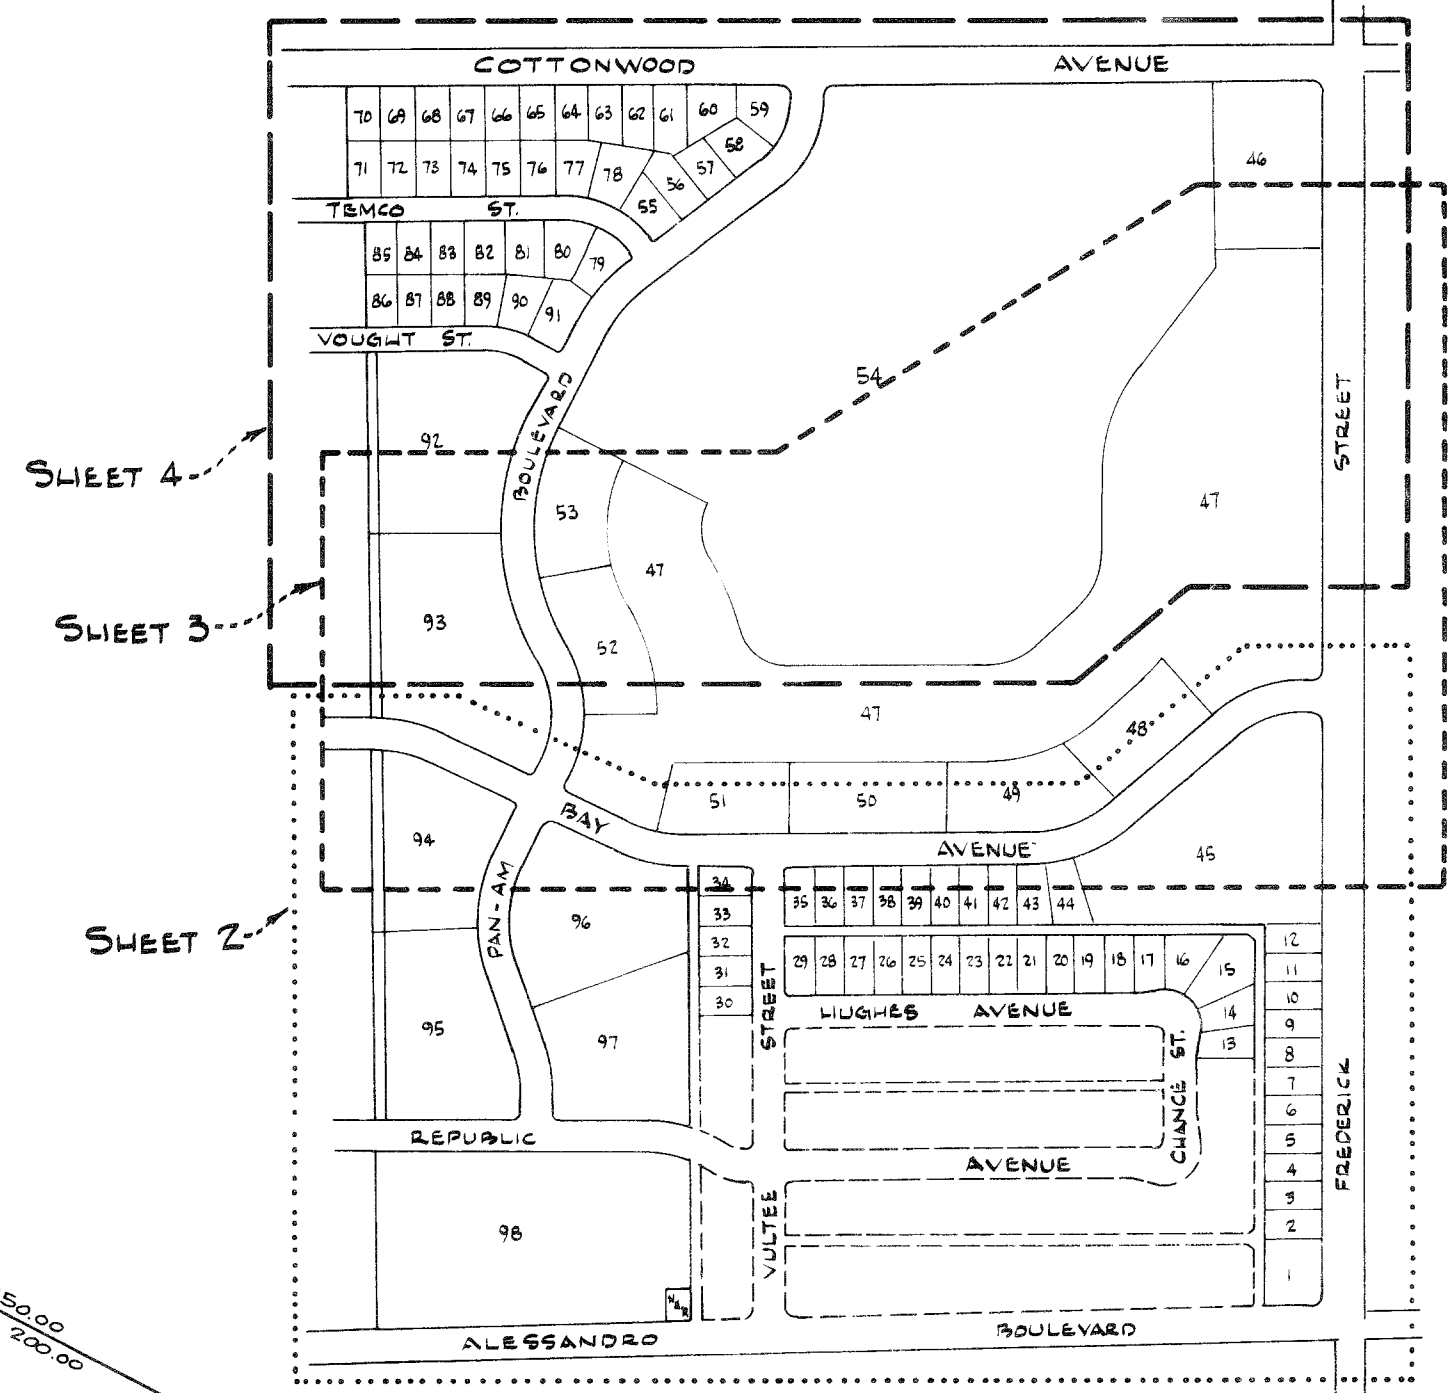 COTTONWOOD AVENUE
70 69 68 67 66 65 64 63 62 61 60 59
58
71 72 73 74 75 76 77 78 56 57 46
55
TEMCO ST.
85 84 83 82 81 80 79
86 87 88 89 90 91
VOUGHT ST.
54
BOULEVARD
STREET
92
SHEET 4
53 47
47
SHEET 3
93
52
47
48
51 50 49
BAY
94
AVENUE
45
34
PAN-AM
35 36 37 38 39 40 41 42 43 44
33
96
SHEET 2
32
12
29 28 27 26 25 24 23 22 21 20 19 18 17 16 15
31
11
30
10
STREET
HUGHES AVENUE
14
9
95
97
13
8
CHANCE ST.
7
6
FREDERICK
REPUBLIC
5
AVENUE
4
3
VULTEE
2
98
1
N.A.P.
50.00
200.00
ALESSANDRO BOULEVARD